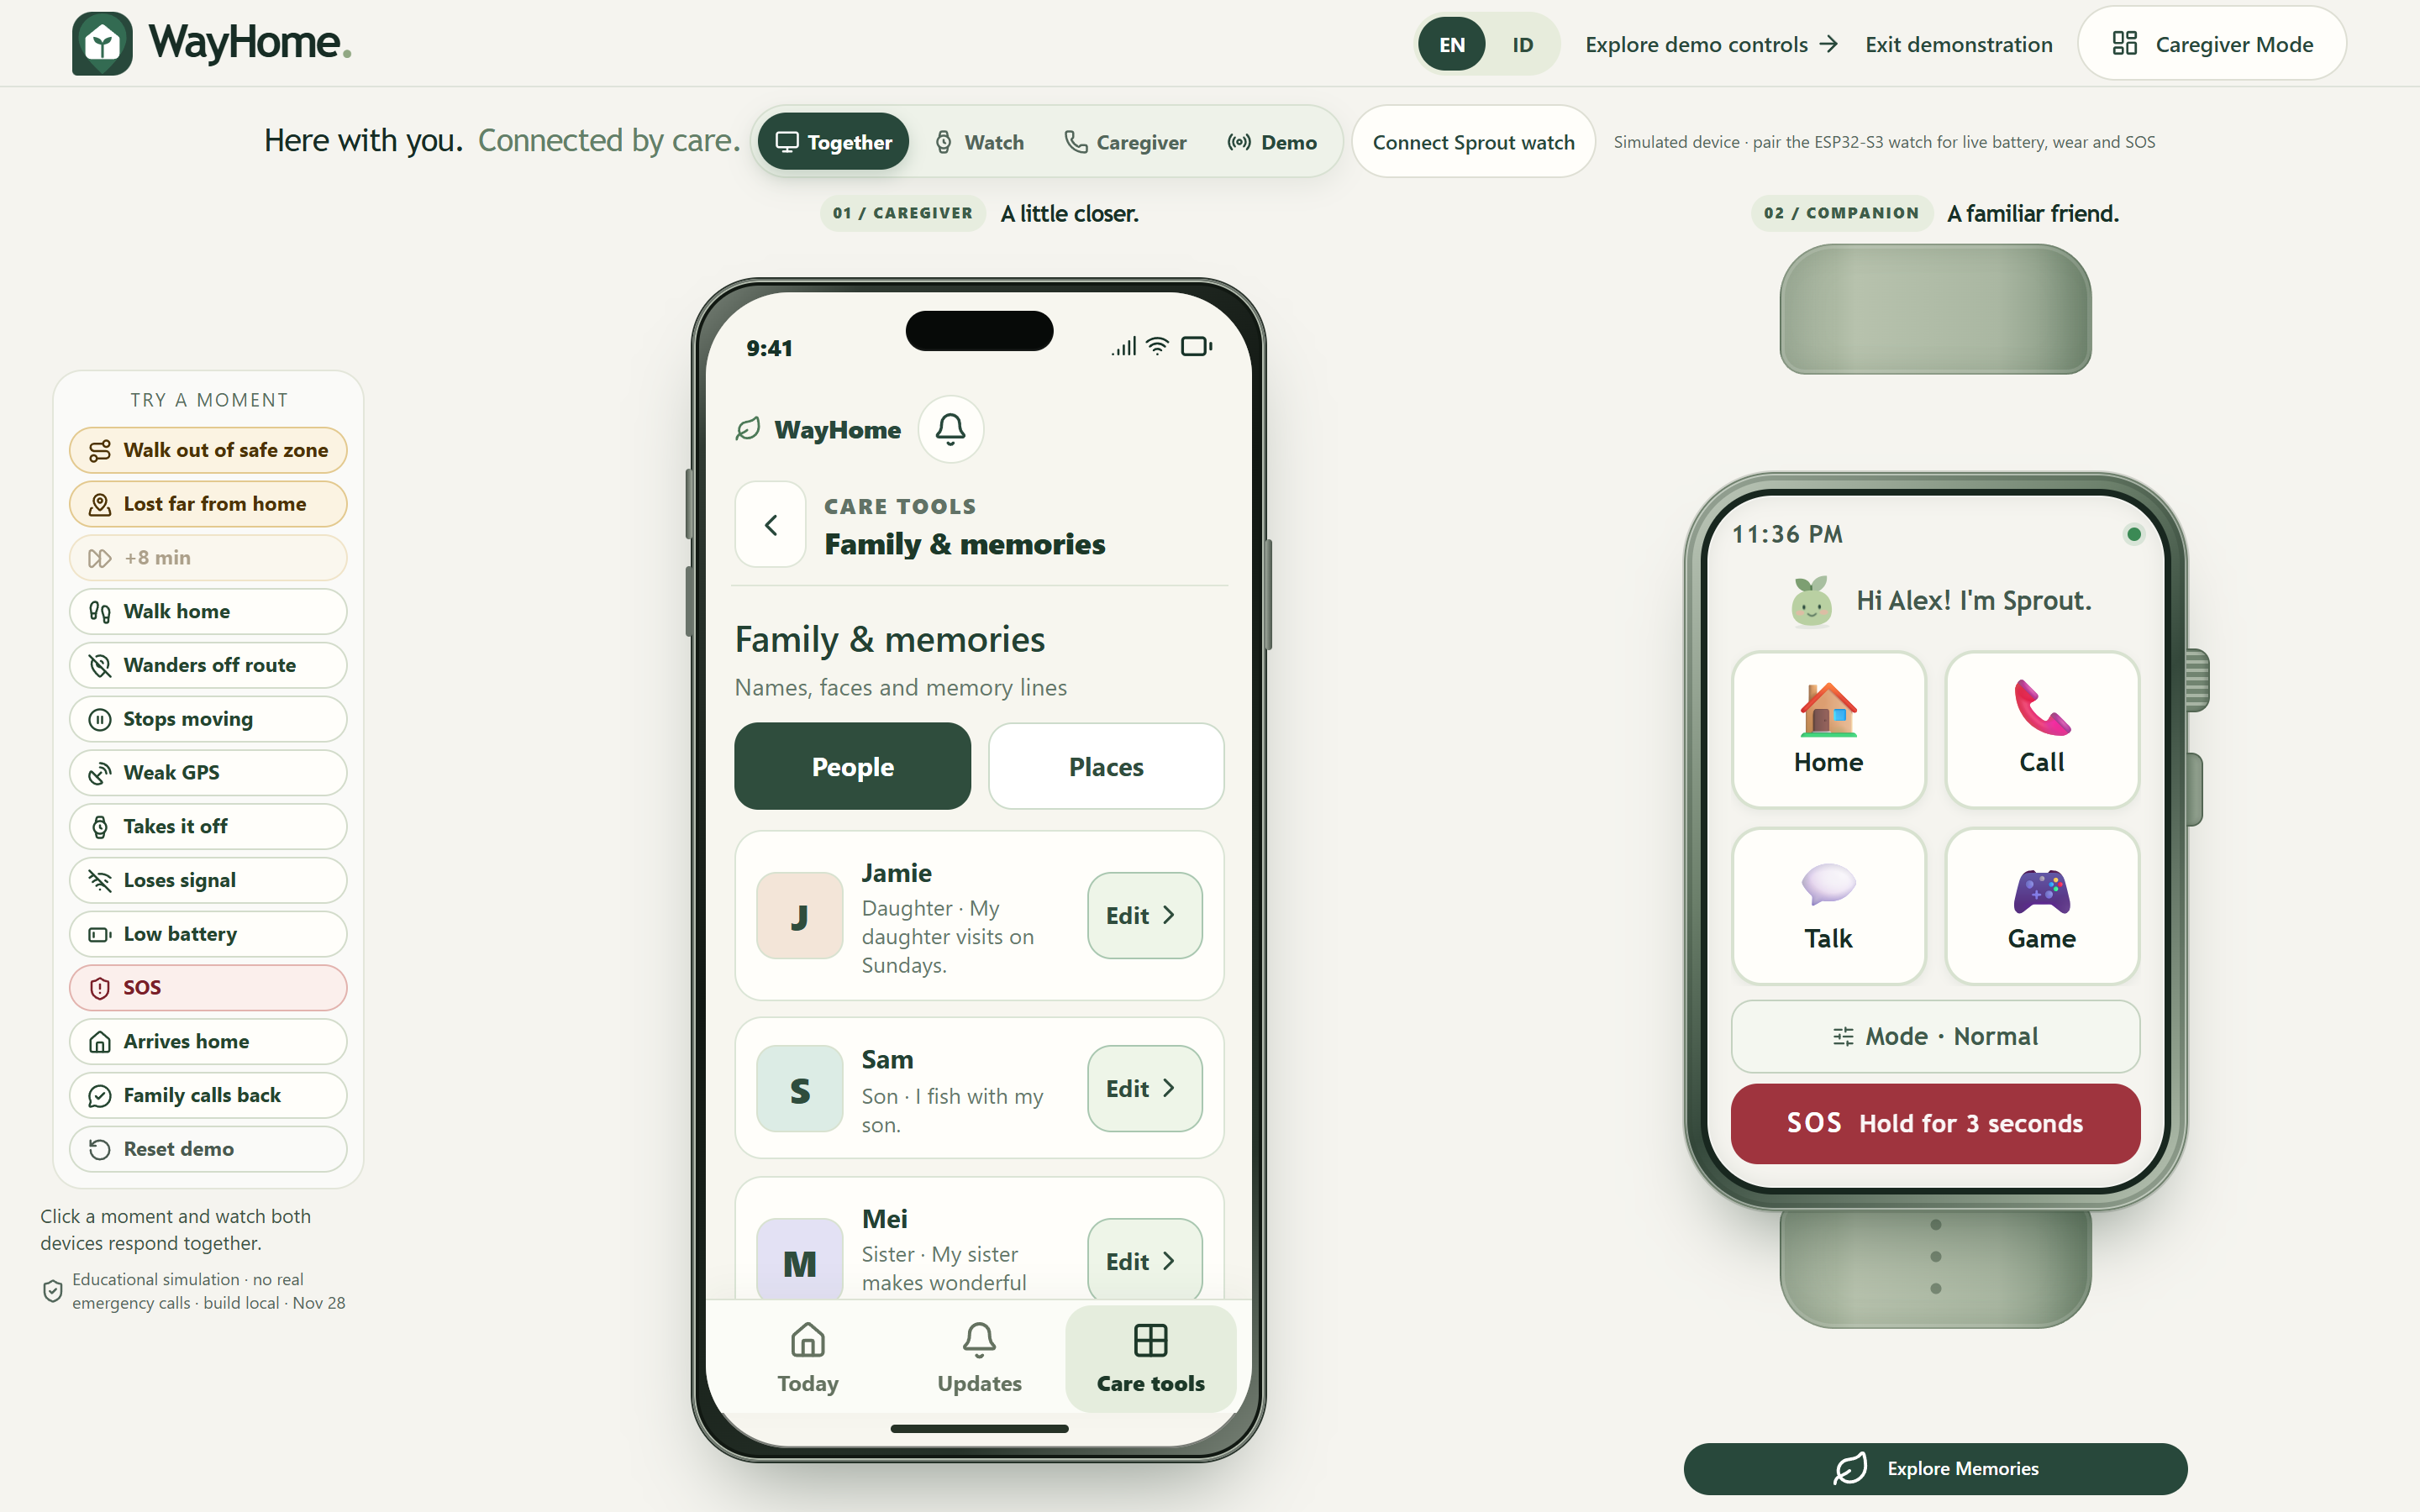 WayHome.
EN
ID
Explore demo controls
Exit demonstration
Caregiver Mode
Here with you. Connected by care.
Together
Watch
Caregiver
Demo
Connect Sprout watch
Simulated device · pair the ESP32-S3 watch for live battery, wear and SOS
01 / CAREGIVER
A little closer.
02 / COMPANION
A familiar friend.
TRY A MOMENT
Walk out of safe zone
Lost far from home
+8 min
Walk home
Wanders off route
Stops moving
Weak GPS
Takes it off
Loses signal
Low battery
SOS
Arrives home
Family calls back
Reset demo
Click a moment and watch both
devices respond together.
Educational simulation · no real
emergency calls · build local · Nov 28
9:41
WayHome
CARE TOOLS
Family & memories
Family & memories
Names, faces and memory lines
People
Places
J
Jamie
Daughter · My
daughter visits on
Sundays.
Edit
S
Sam
Son · I fish with my
son.
Edit
M
Mei
Sister · My sister
makes wonderful
Edit
Today
Updates
Care tools
11:36 PM
Hi Alex! I'm Sprout.
Home
Call
Talk
Game
Mode · Normal
SOS Hold for 3 seconds
Explore Memories